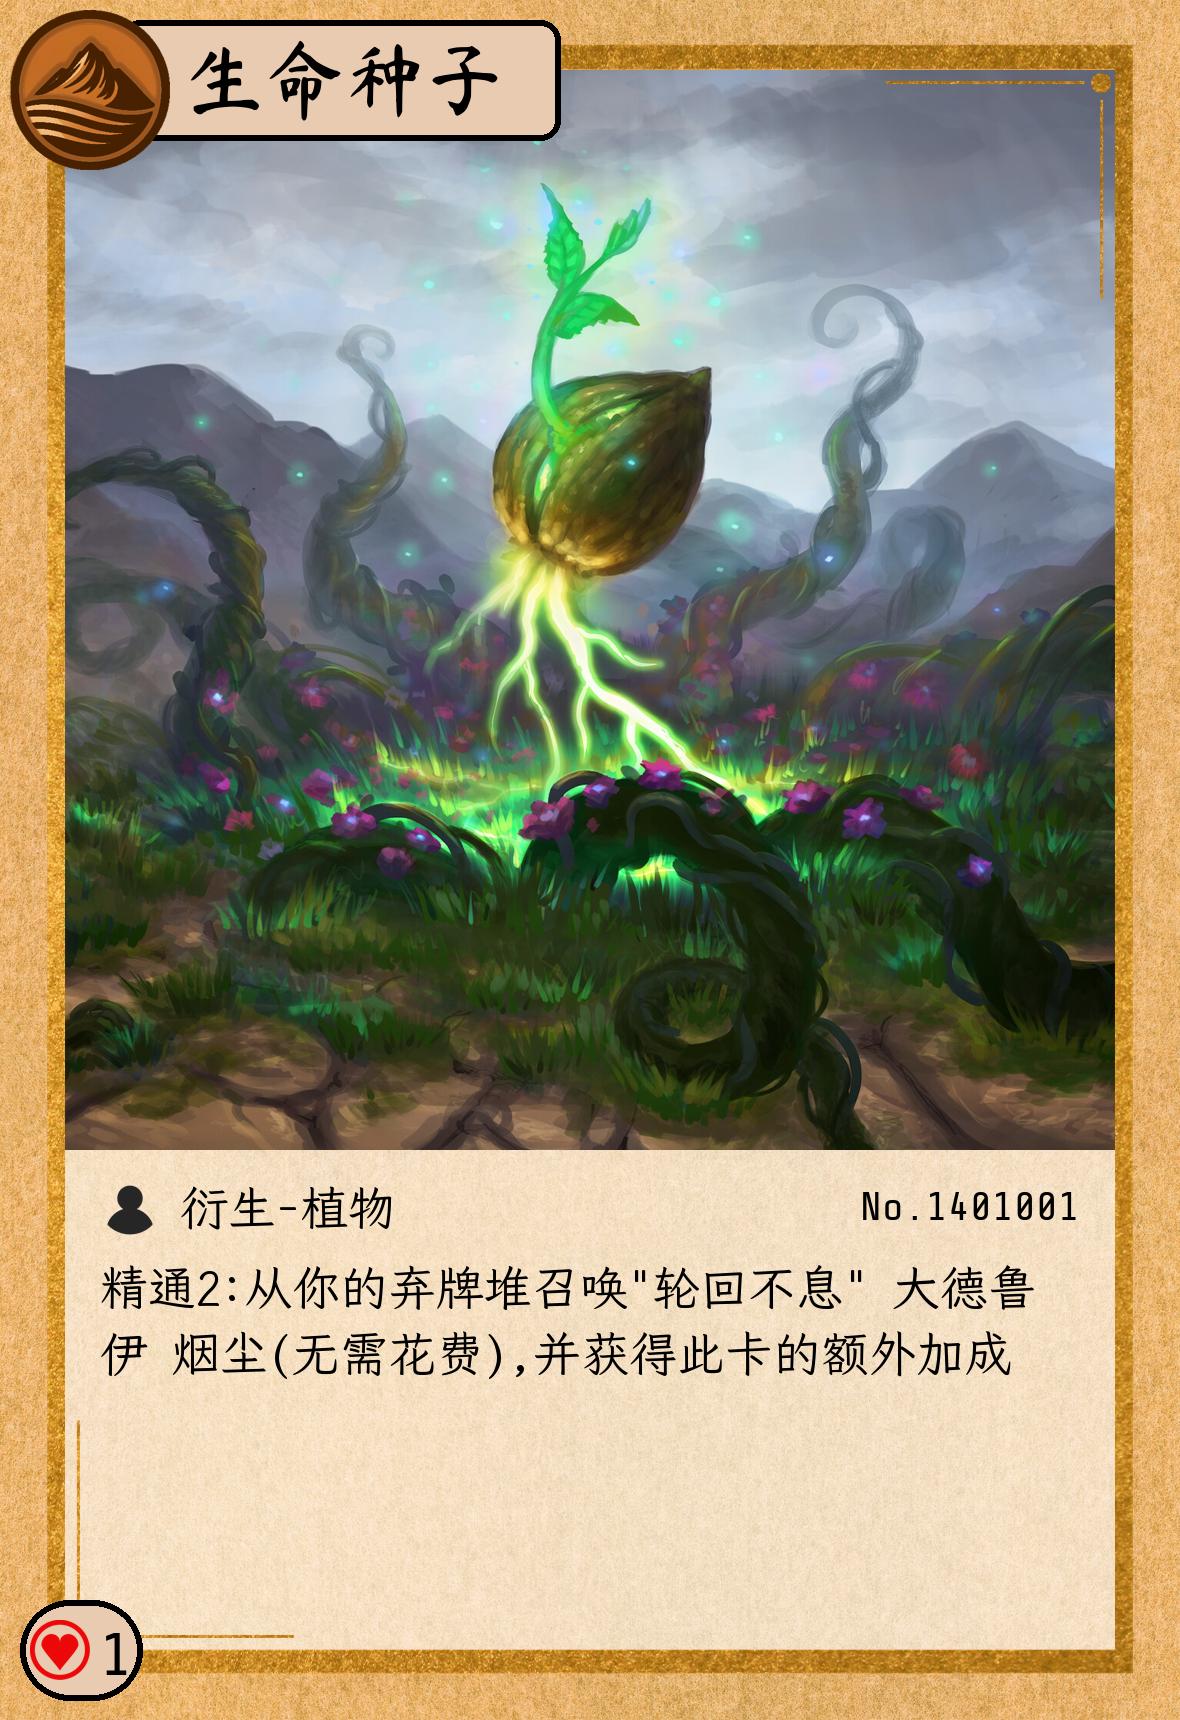 生命种子
衍生-植物
No.1401001
精通2:从你的弃牌堆召唤"轮回不息" 大德鲁
伊 烟尘(无需花费),并获得此卡的额外加成
1